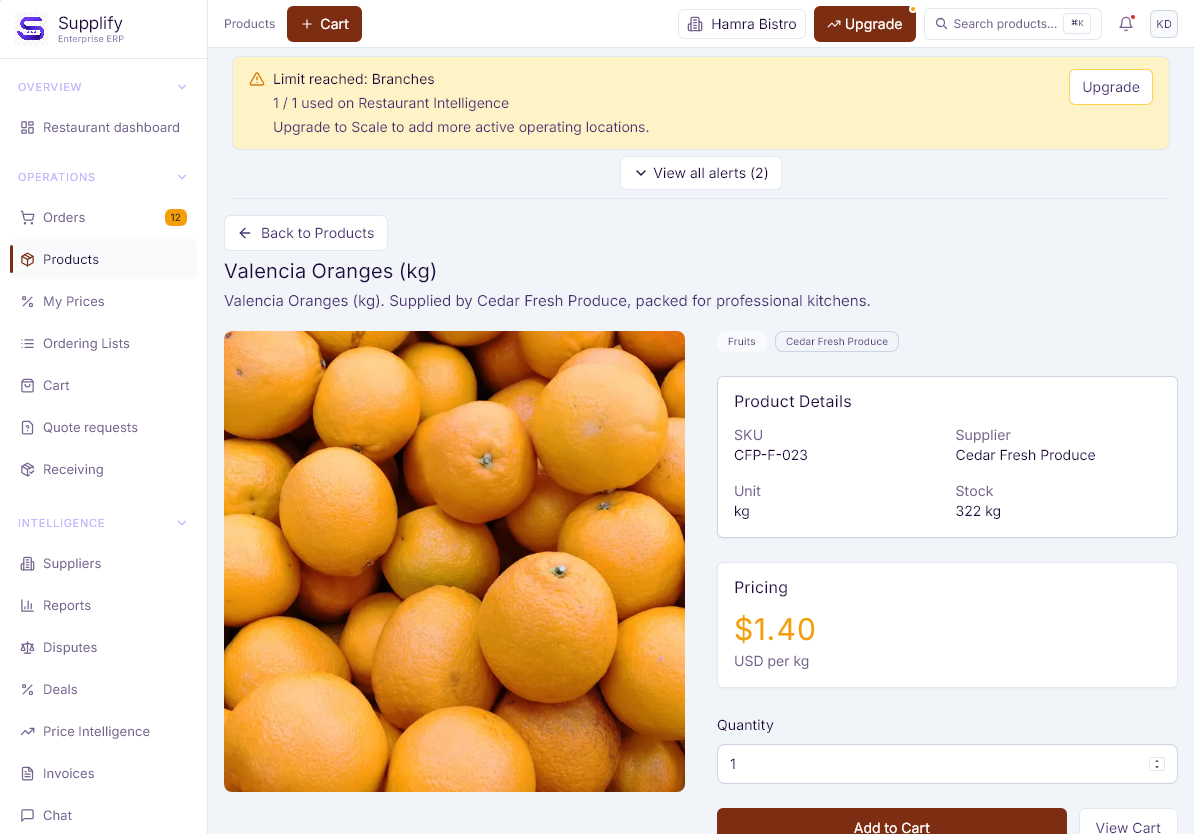 Supplify
Enterprise ERP
OVERVIEW
Restaurant dashboard
OPERATIONS
Orders
12
Products
My Prices
Ordering Lists
Cart
Quote requests
Receiving
INTELLIGENCE
Suppliers
Reports
Disputes
Deals
Price Intelligence
Invoices
Chat
Products
+ Cart
Hamra Bistro
Upgrade
Search products...
⌘K
KD
Limit reached: Branches
1 / 1 used on Restaurant Intelligence
Upgrade to Scale to add more active operating locations.
Upgrade
View all alerts (2)
Back to Products
Valencia Oranges (kg)
Valencia Oranges (kg). Supplied by Cedar Fresh Produce, packed for professional kitchens.
Fruits
Cedar Fresh Produce
Product Details
SKU
CFP-F-023
Supplier
Cedar Fresh Produce
Unit
kg
Stock
322 kg
Pricing
$1.40
USD per kg
Quantity
1
Add to Cart
View Cart